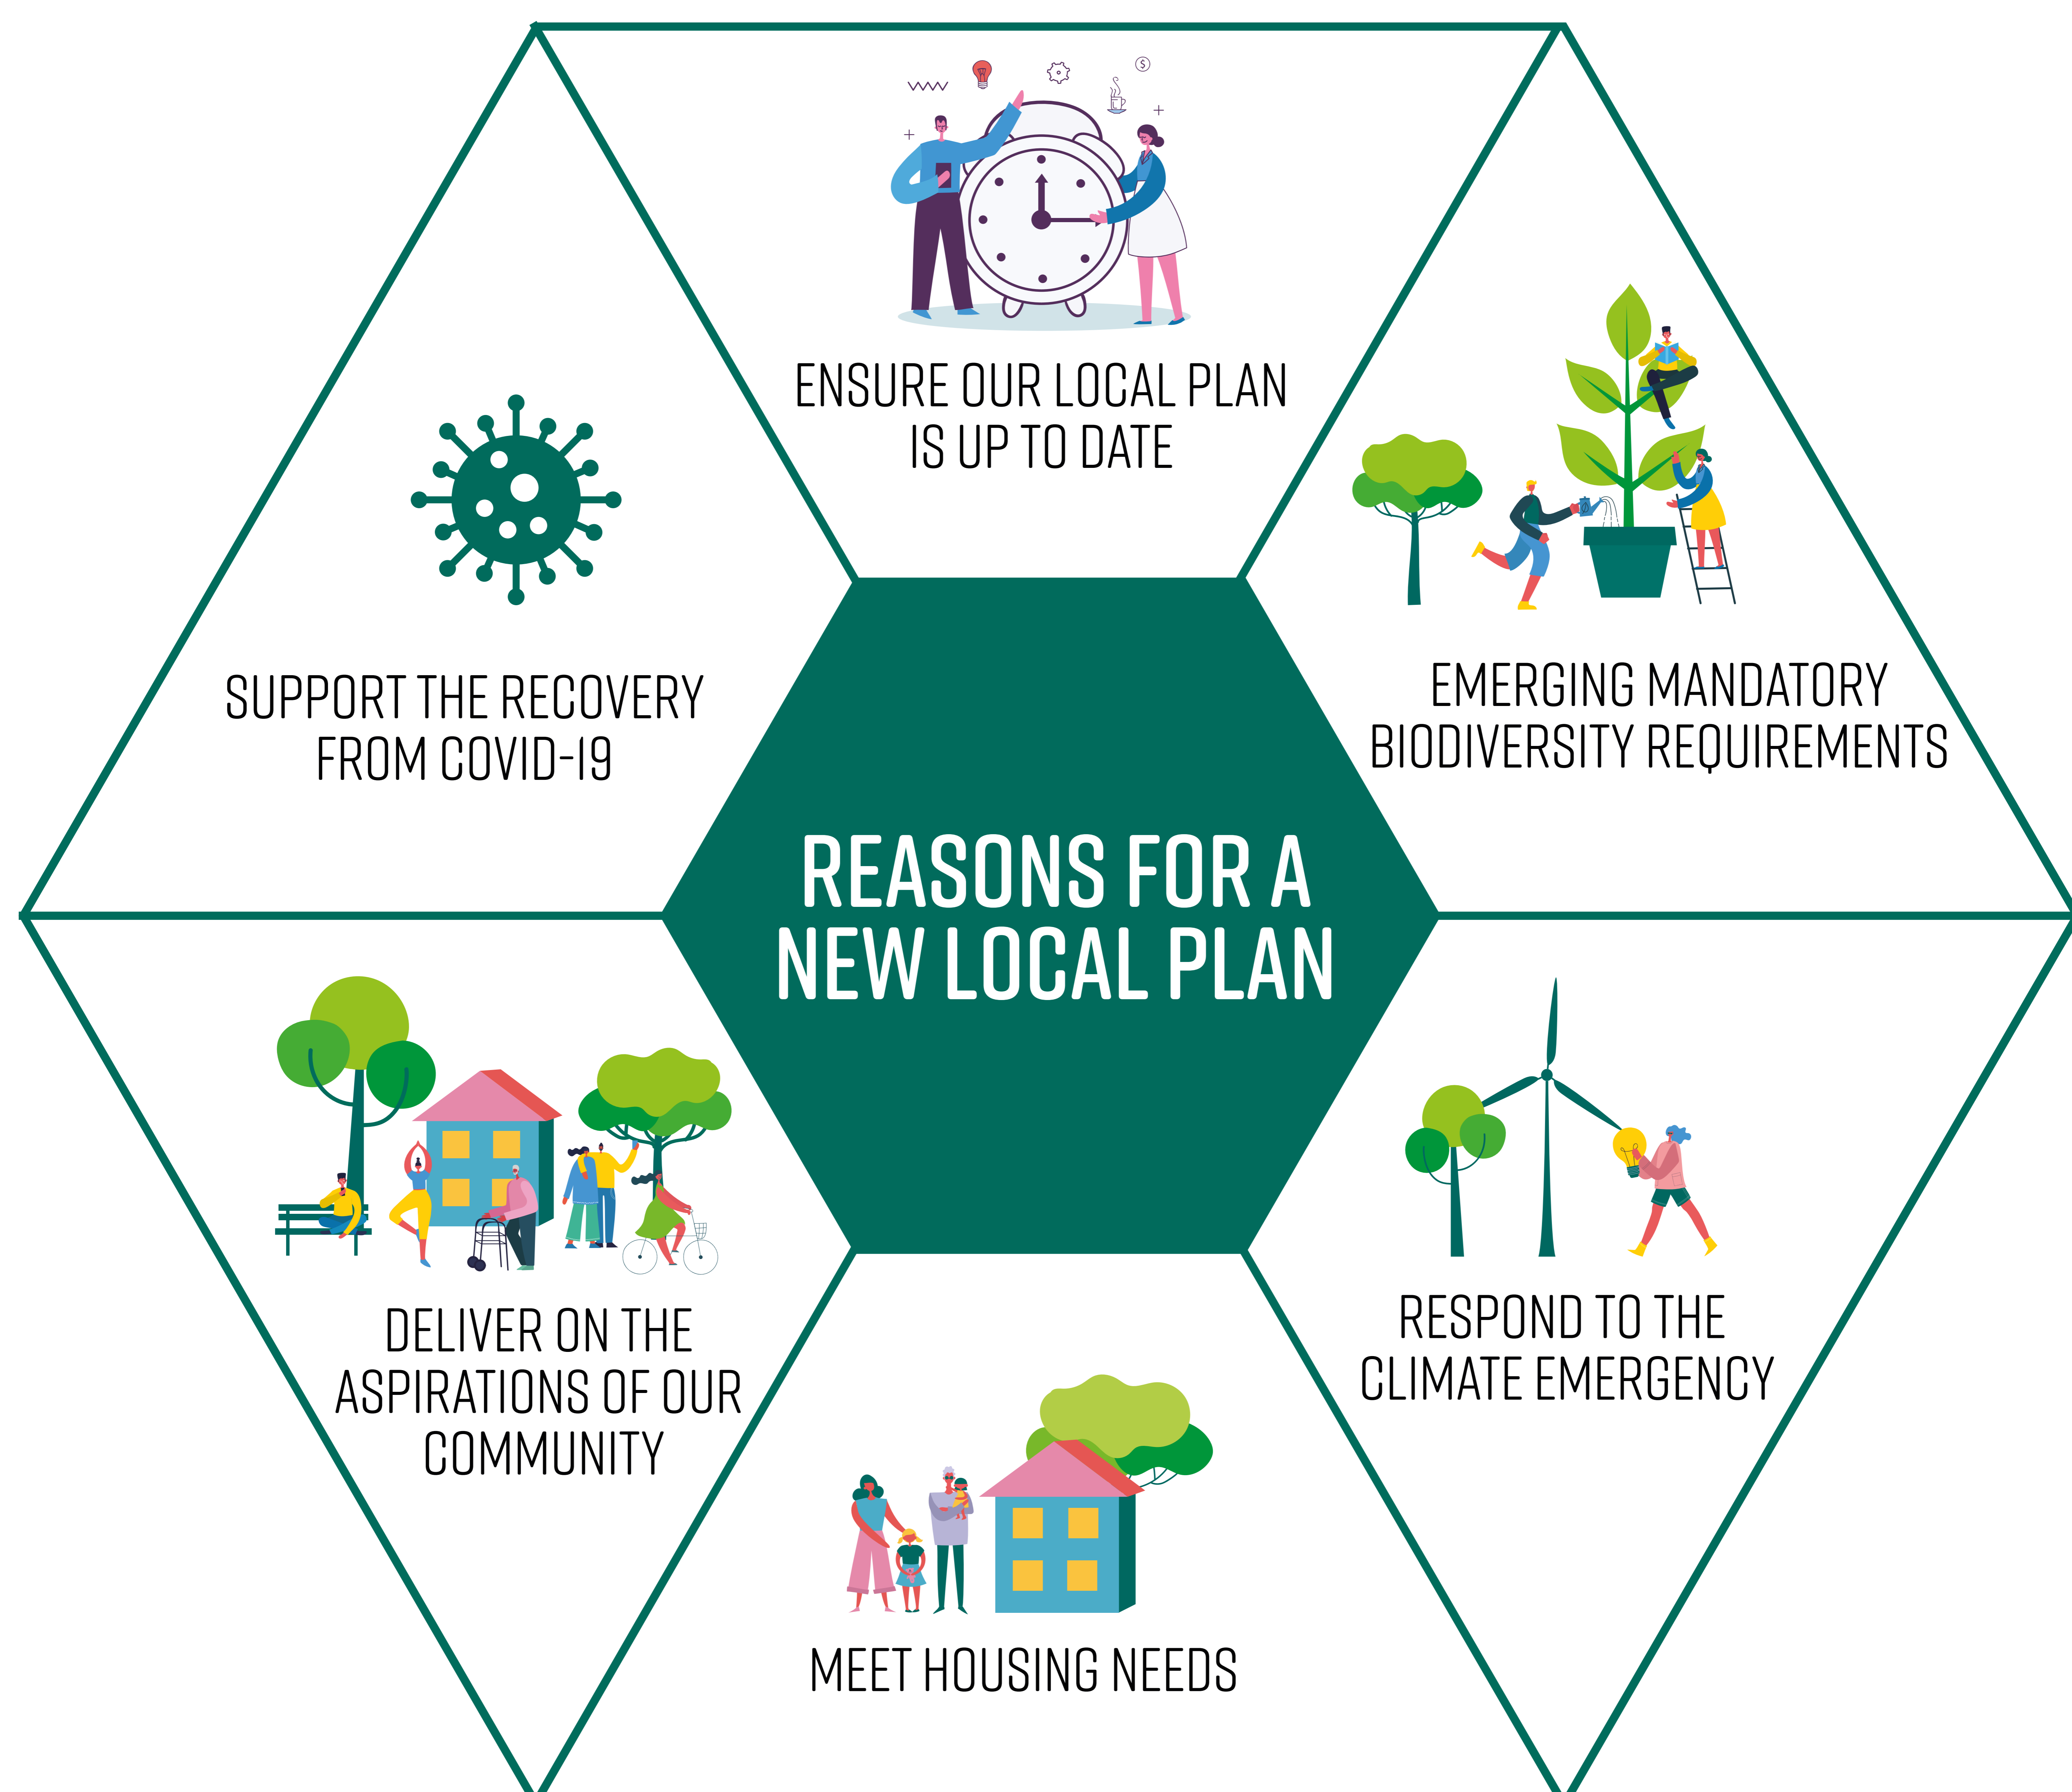 ENSURE OUR LOCAL PLAN
IS UP TO DATE
SUPPORT THE RECOVERY
FROM COVID-19
EMERGING MANDATORY
BIODIVERSITY REQUIREMENTS
REASONS FOR A
NEW LOCAL PLAN
DELIVER ON THE
ASPIRATIONS OF OUR
COMMUNITY
RESPOND TO THE
CLIMATE EMERGENCY
MEET HOUSING NEEDS